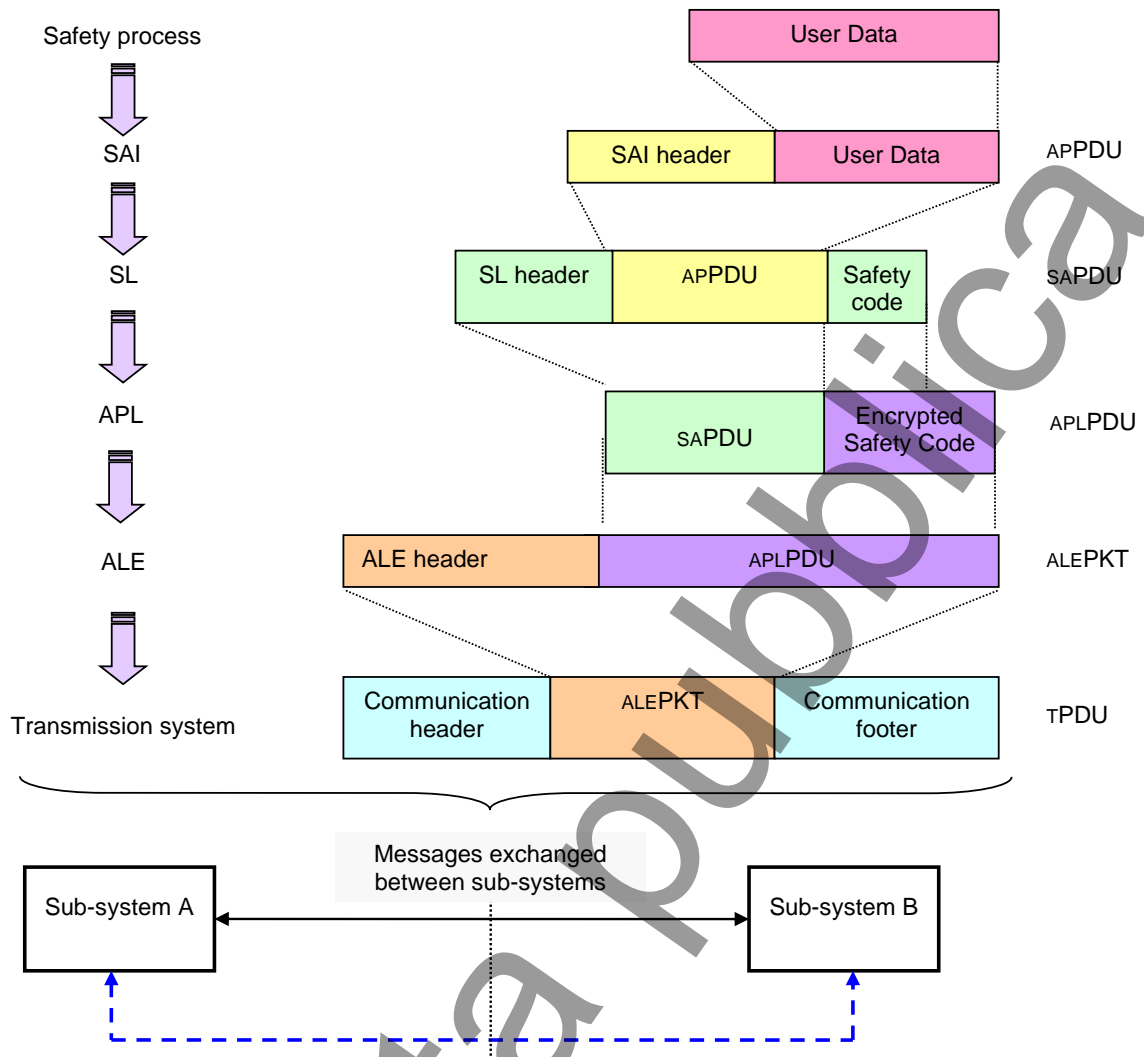 Safety process
User Data
SAI
SAI header
User Data
APPDU
SL
SL header
APPDU
Safety
code
SAPDU
APL
SAPDU
Encrypted
Safety Code
APLPDU
ALE
ALE header
APLPDU
ALEPKT
Transmission system
Communication
header
ALEPKT
Communication
footer
TPDU
Messages exchanged
between sub-systems
Sub-system A
Sub-system B
ta pubblica